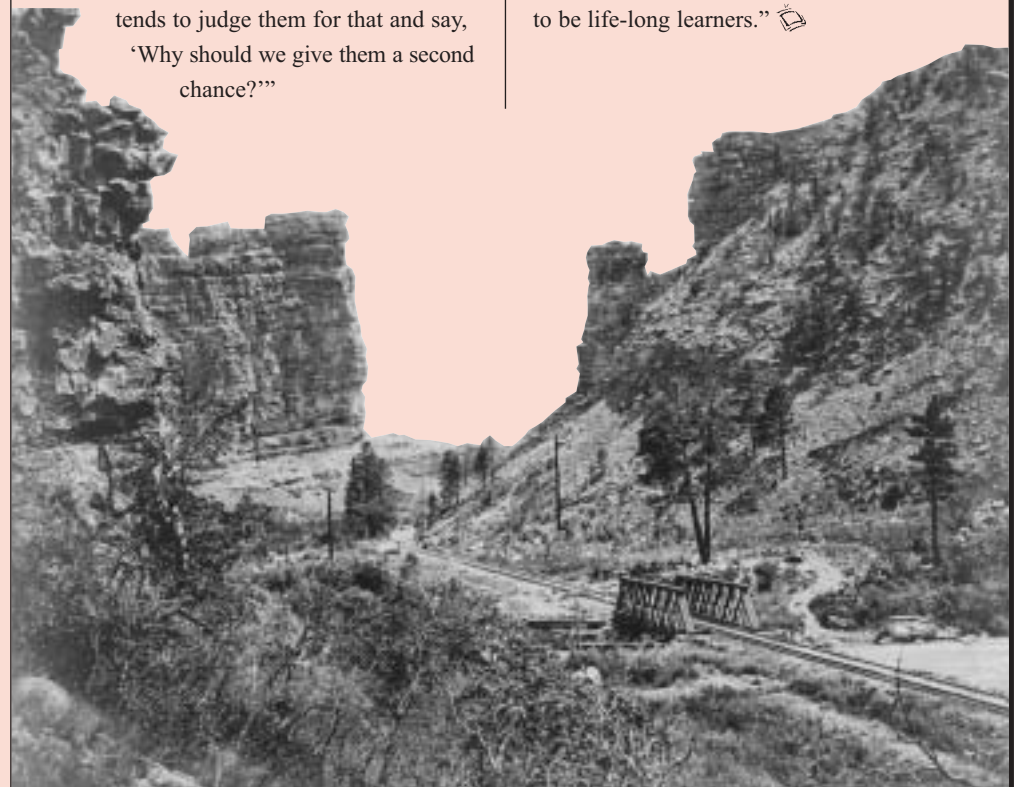 tends to judge them for that and say,
‘Why should we give them a second
chance?’”
to be life-long learners.”